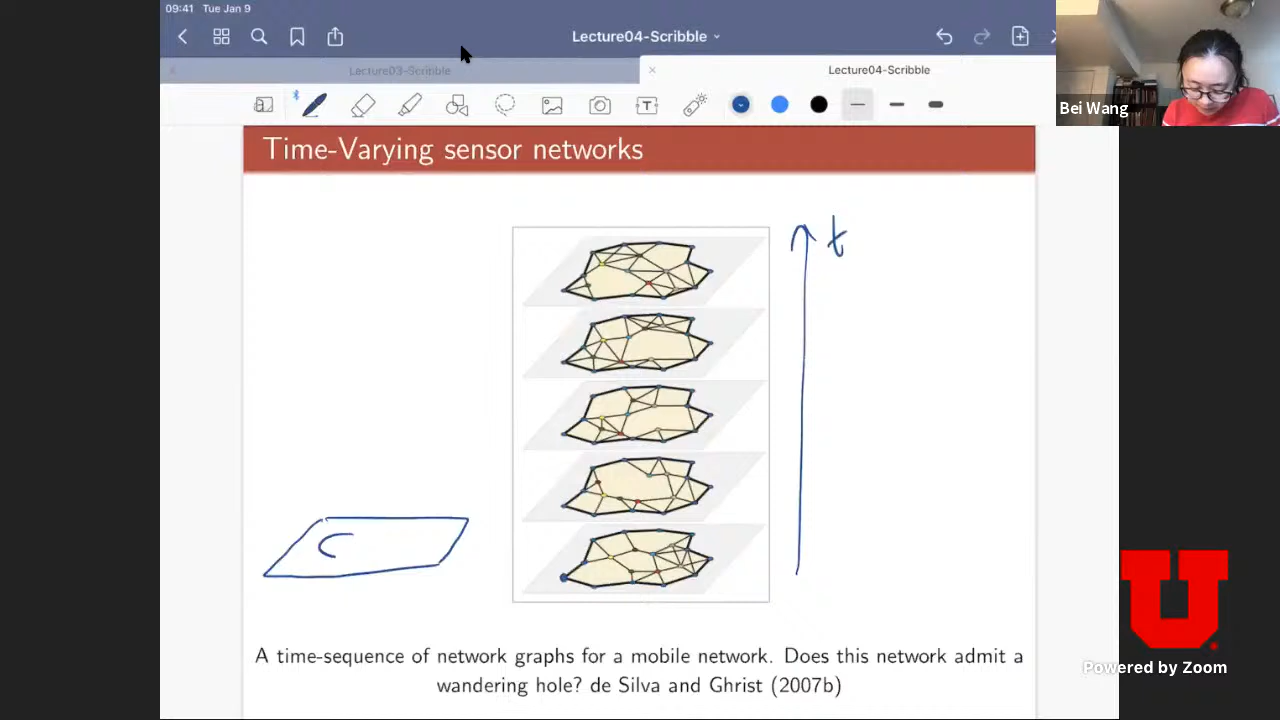 09:41 Tue Jan 9
Lecture04-Scribble
Lecture03-Scribble
Lecture04-Scribble
T
Bei Wang
Time-Varying sensor networks
t
C
A time-sequence of network graphs for a mobile network. Does this network admit a
wandering hole? de Silva and Ghrist (2007b)
U
Powered by Zoom